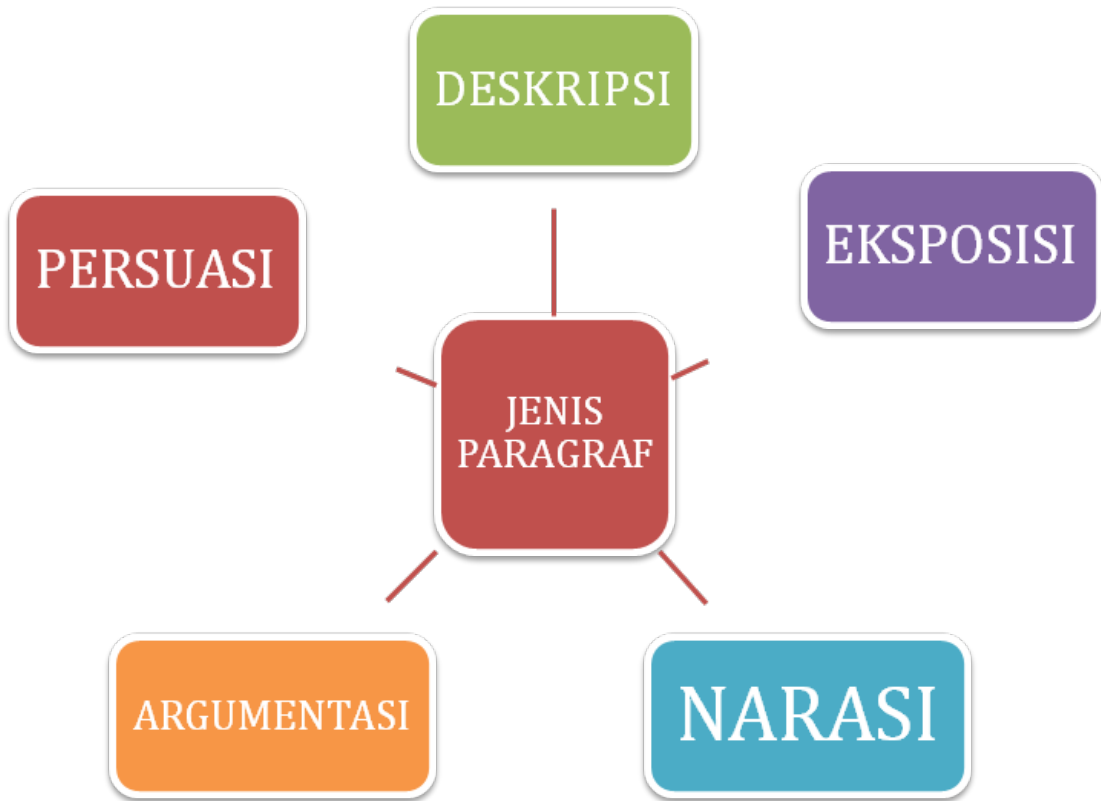 DESKRIPSI
EKSPOSISI
PERSUASI
JENIS
PARAGRAF
ARGUMENTASI
NARASI